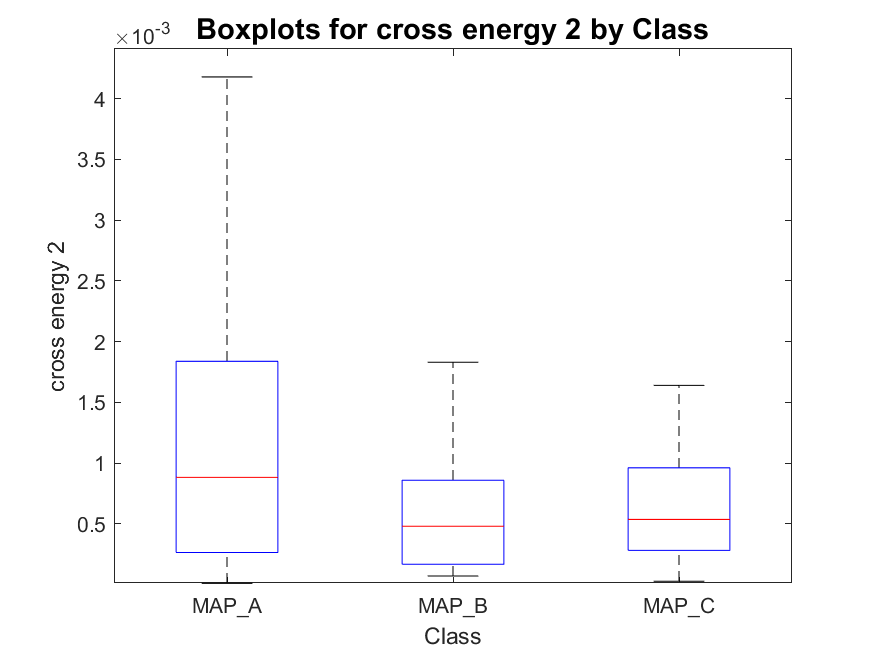 ×10-3
Boxplots for cross energy 2 by Class
4
3.5
3
2.5
2
1.5
1
0.5
cross energy 2
MAP_A
MAP_B
MAP_C
Class